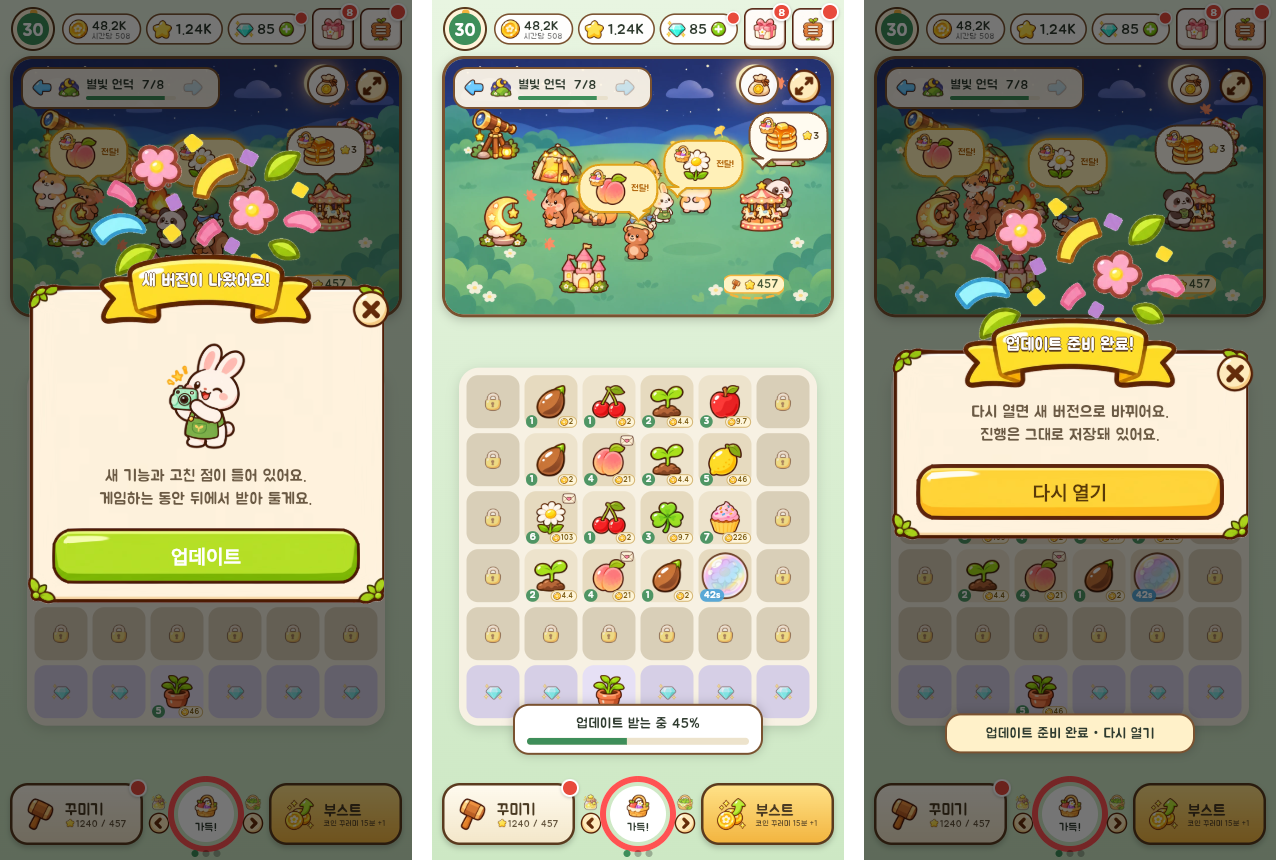 30
48.2K
시간당 508
1.24K
85
8
별빛 언덕 7/8
전달!
전달!
3
457
새 버전이 나왔어요!
새 기능과 고친 점이 들어 있어요.
게임하는 동안 뒤에서 받아 둘게요.
업데이트
5 46
꾸미기
1240 / 457
가득!
부스트
코인 꾸러미 15분 +1
30
48.2K
시간당 508
1.24K
85
8
별빛 언덕 7/8
3
전달!
전달!
457
1 2 1 2 2 4.4 3 9.7
1 2 4 21 2 4.4 5 46
6 103 1 2 3 9.7 7 226
2 4.4 4 21 1 2 42s
업데이트 받는 중 45%
꾸미기
1240 / 457
가득!
부스트
코인 꾸러미 15분 +1
30
48.2K
시간당 508
1.24K
85
8
별빛 언덕 7/8
전달!
전달!
3
업데이트 준비 완료!
다시 열면 새 버전으로 바뀌어요.
진행은 그대로 저장돼 있어요.
다시 열기
2 4.4 4 21 1 2 42s
5 46
업데이트 준비 완료 · 다시 열기
꾸미기
1240 / 457
가득!
부스트
코인 꾸러미 15분 +1